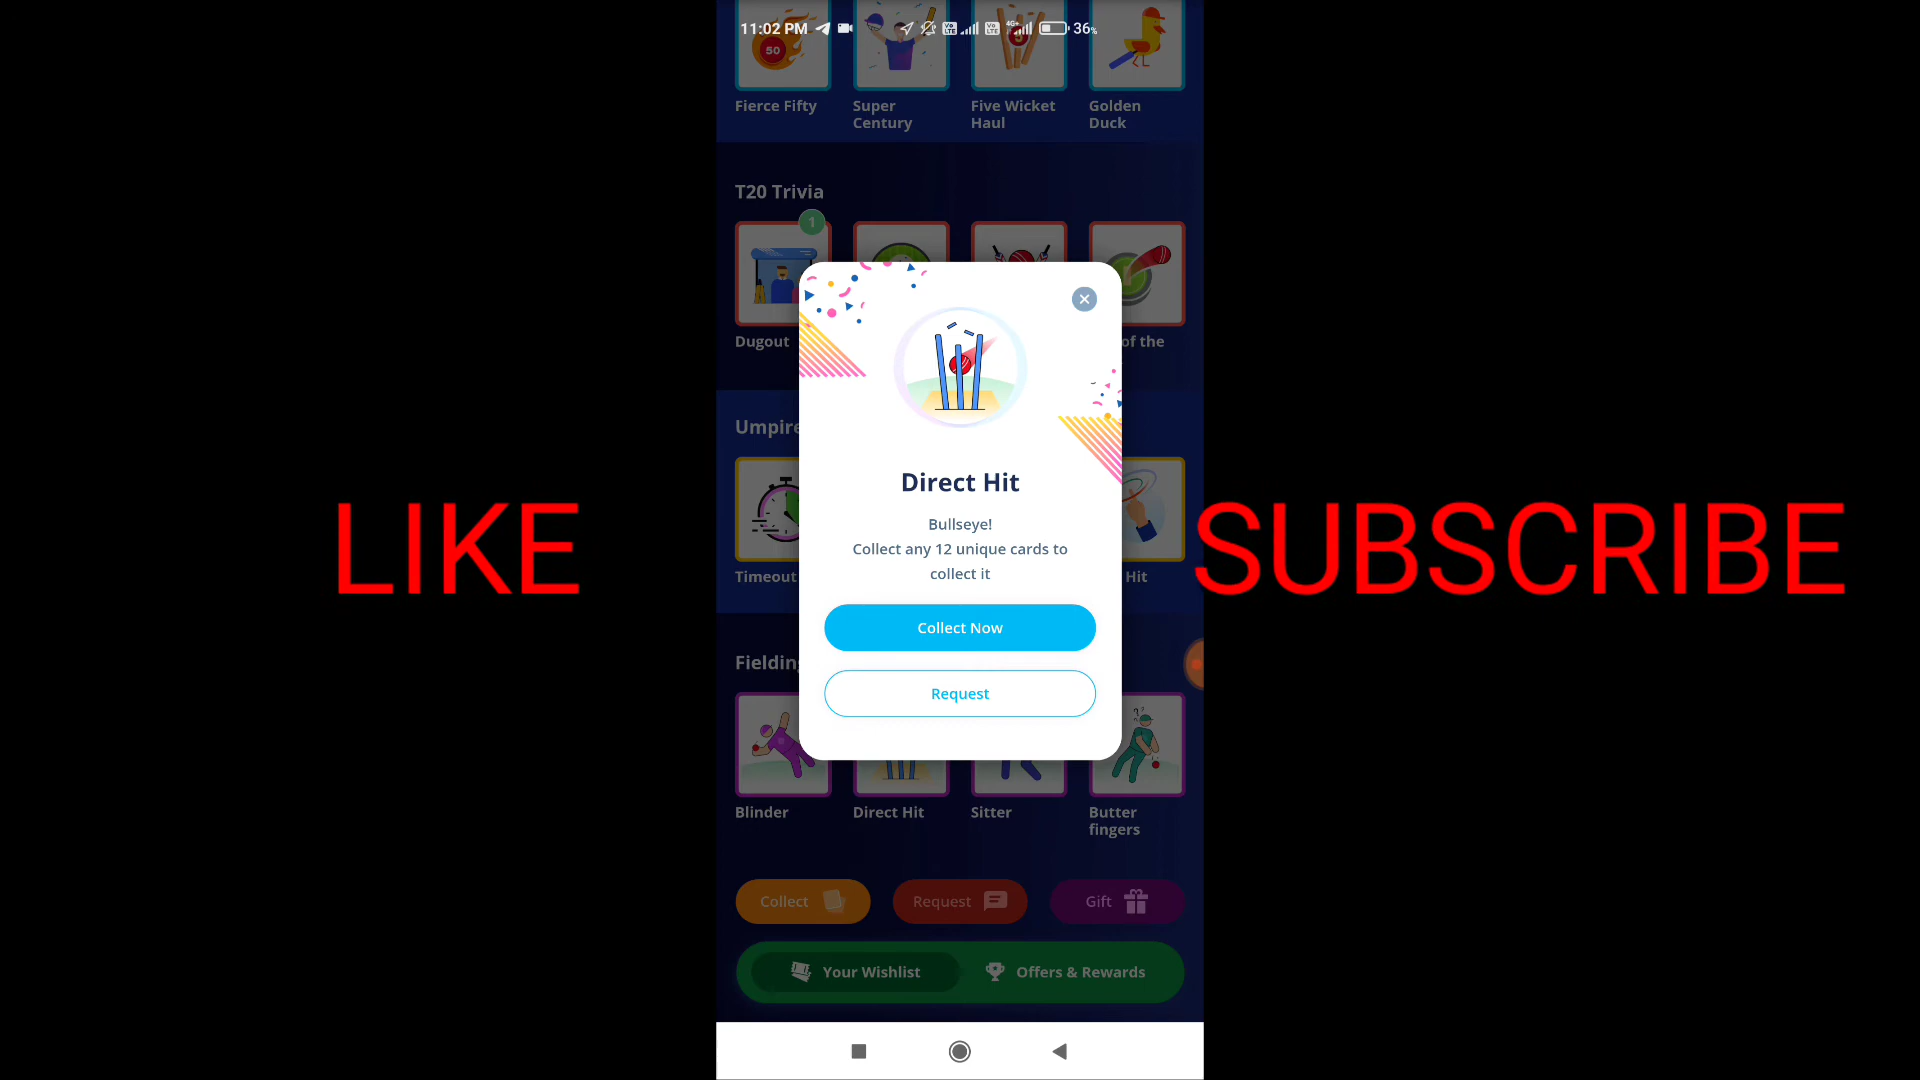 11:02 PM
4G+
36%
50
Fierce Fifty
Super
Century
Five Wicket
Haul
Golden
Duck
T20 Trivia
1
Dugout
of the
Umpire
Timeout
Hit
Direct Hit
Bullseye!
Collect any 12 unique cards to
collect it
Collect Now
Request
LIKE
SUBSCRIBE
Fielding
Blinder
Direct Hit
Sitter
Butter
fingers
Collect
Request
Gift
Your Wishlist
Offers & Rewards